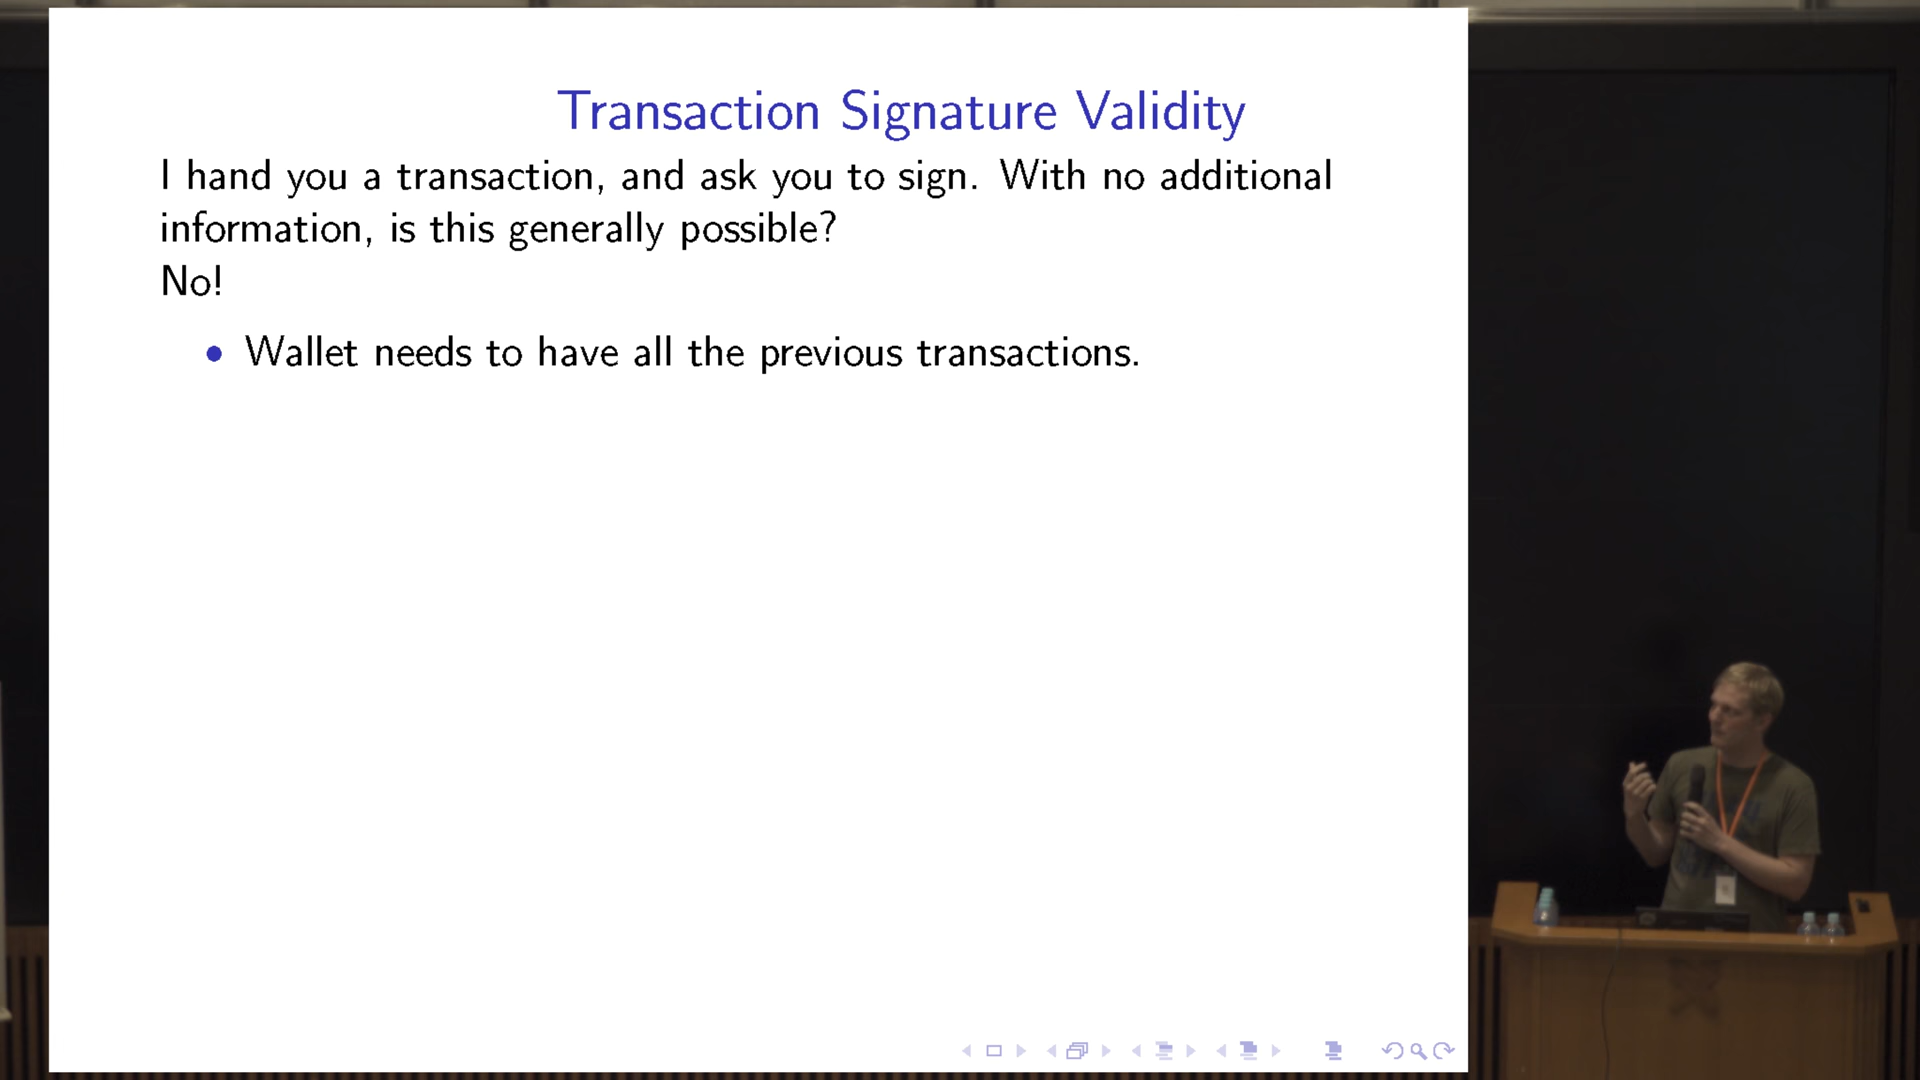 Transaction Signature Validity
I hand you a transaction, and ask you to sign. With no additional
information, is this generally possible?
No!
• Wallet needs to have all the previous transactions.